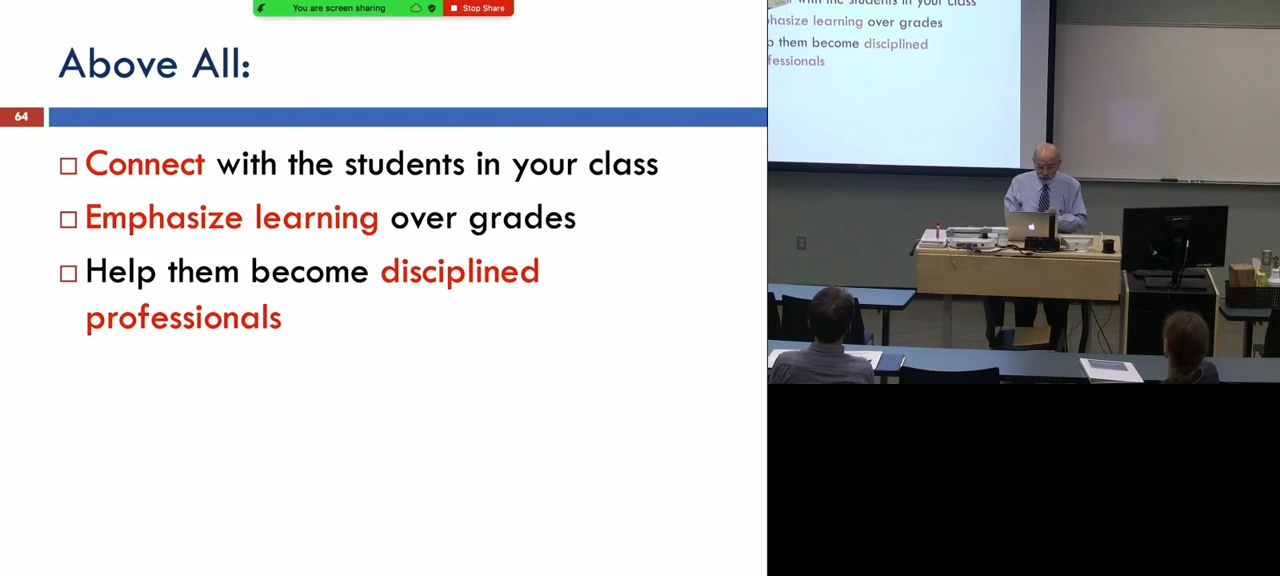 You are screen sharing
Stop Share
Above All:
64
Connect with the students in your class
Emphasize learning over grades
Help them become disciplined
professionals
with the students in your class
hasize learning over grades
p them become disciplined
fessionals